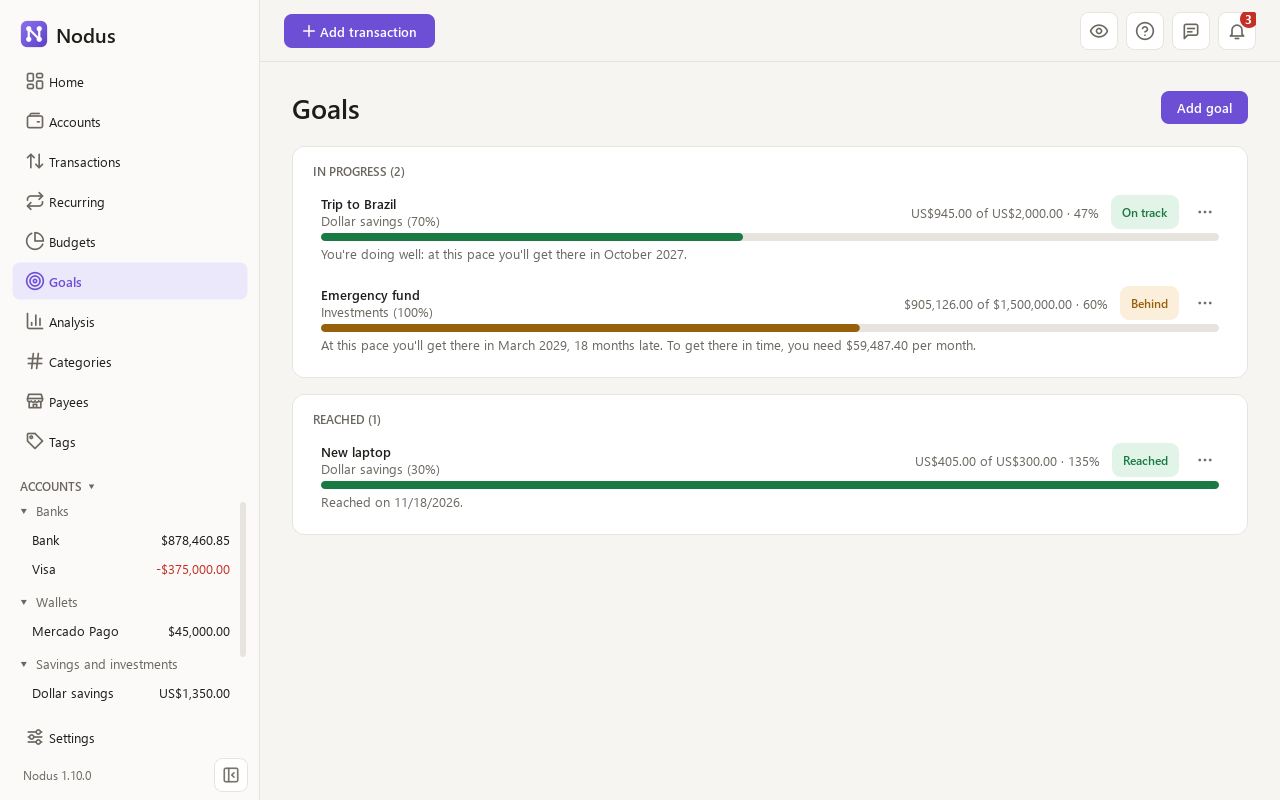 Nodus
Home
Accounts
Transactions
Recurring
Budgets
Goals
Analysis
Categories
Payees
Tags
ACCOUNTS
Banks
Bank $878,460.85
Visa -$375,000.00
Wallets
Mercado Pago $45,000.00
Savings and investments
Dollar savings US$1,350.00
Settings
Nodus 1.10.0
Add transaction
3
Goals
Add goal
IN PROGRESS (2)
Trip to Brazil
Dollar savings (70%)
US$945.00 of US$2,000.00 · 47%
On track
You're doing well: at this pace you'll get there in October 2027.
Emergency fund
Investments (100%)
$905,126.00 of $1,500,000.00 · 60%
Behind
At this pace you'll get there in March 2029, 18 months late. To get there in time, you need $59,487.40 per month.
REACHED (1)
New laptop
Dollar savings (30%)
US$405.00 of US$300.00 · 135%
Reached
Reached on 11/18/2026.